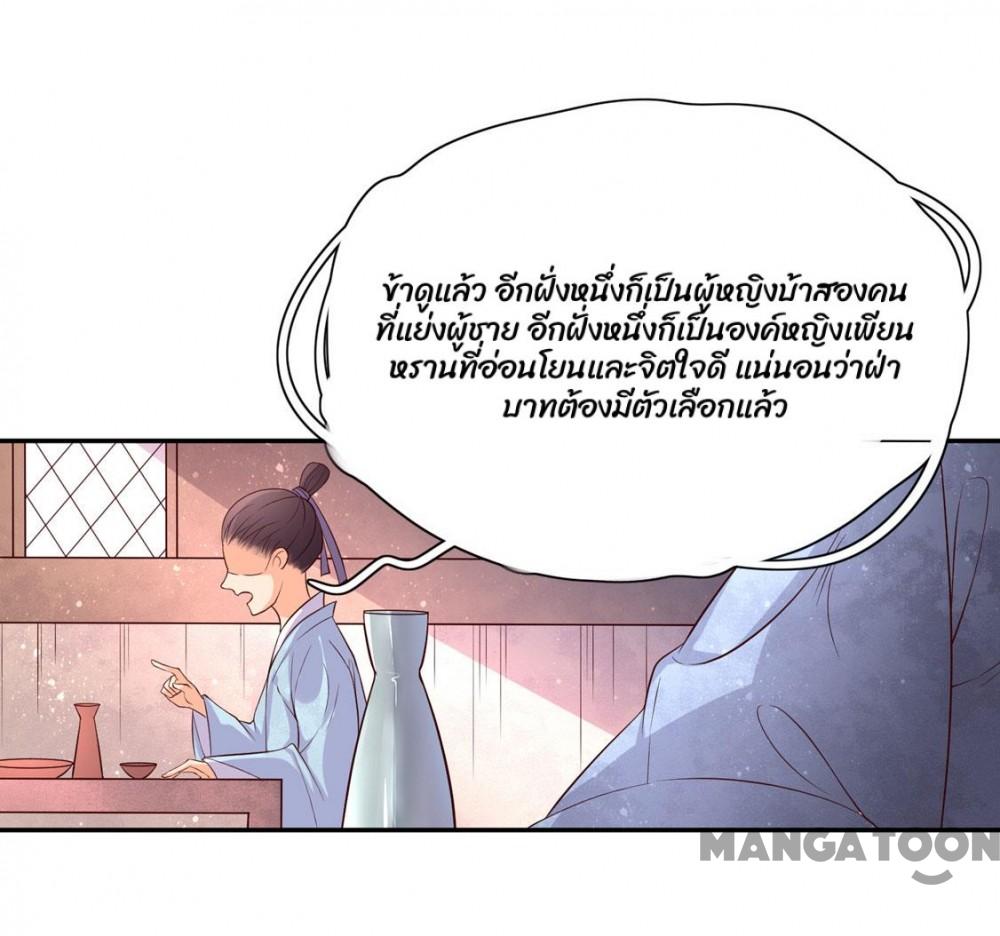 ข้าดูแล้ว อีกฝั่งหนึ่งก็เป็นผู้หญิงบ้าสองคน
ที่แย่งผู้ชาย อีกฝั่งหนึ่งก็เป็นองค์หญิงเพียน
หรานที่อ่อนโยนและจิตใจดี แน่นอนว่าฝ่า
บาทต้องมีตัวเลือกแล้ว
MANGATOON